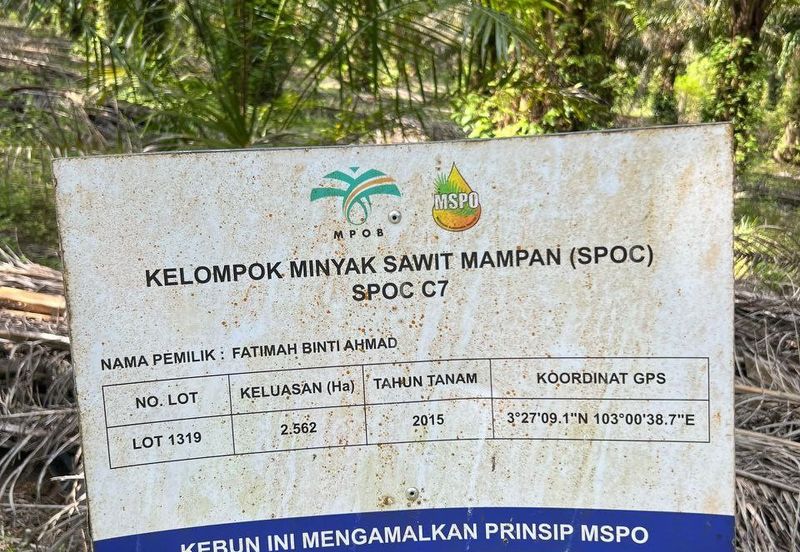 MPOB
MSPO
KELOMPOK MINYAK SAWIT MAMPAN (SPOC)
SPOC C7
NAMA PEMILIK : FATIMAH BINTI AHMAD
NO. LOT KELUASAN (Ha) TAHUN TANAM KOORDINAT GPS
LOT 1319 2.562 2015 3°27'09.1"N 103°00'38.7"E
KEBUN INI MENGAMALKAN PRINSIP MSPO